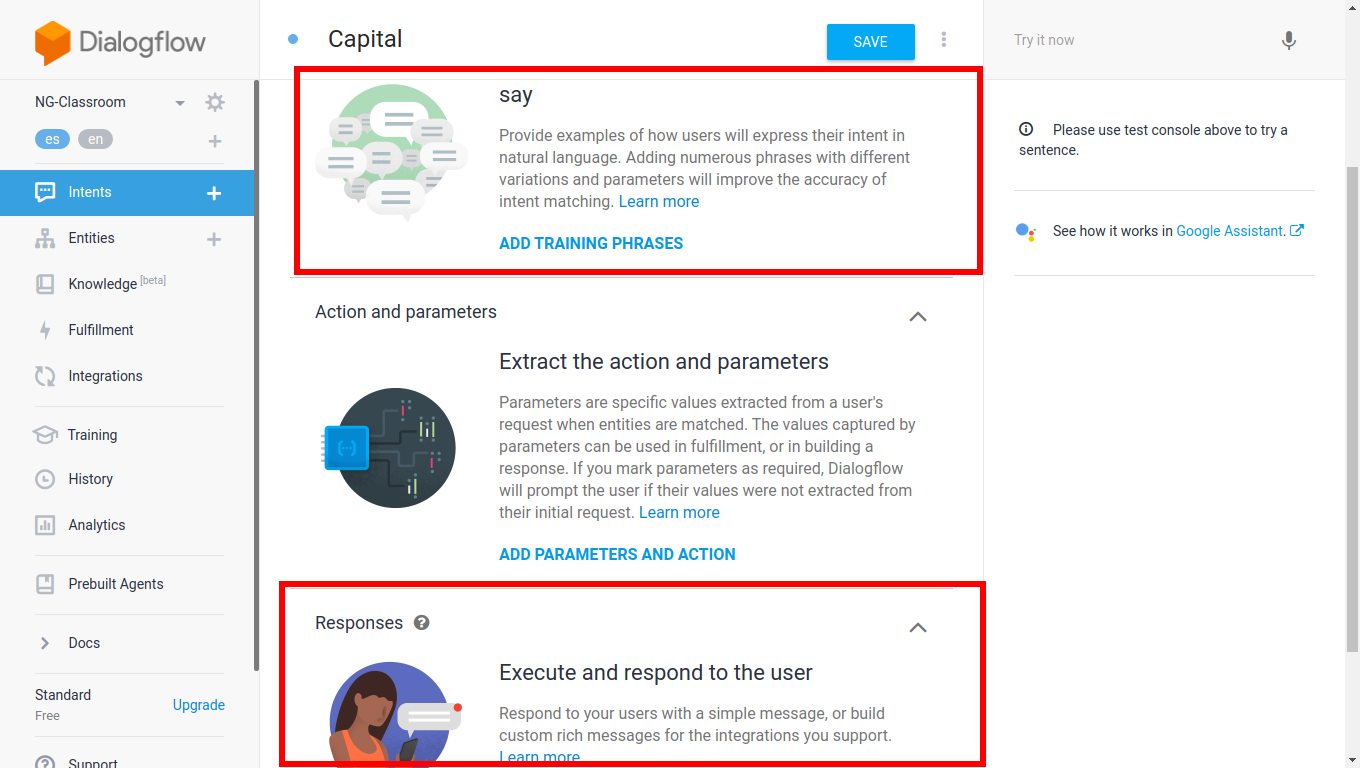 Dialogflow
NG-Classroom
es
en
Intents
Entities
Knowledge [beta]
Fulfillment
Integrations
Training
History
Analytics
Prebuilt Agents
Docs
Standard
Free
Upgrade
Support
Capital
SAVE
say
Provide examples of how users will express their intent in
natural language. Adding numerous phrases with different
variations and parameters will improve the accuracy of
intent matching. Learn more
ADD TRAINING PHRASES
Action and parameters
Extract the action and parameters
Parameters are specific values extracted from a user's
request when entities are matched. The values captured by
parameters can be used in fulfillment, or in building a
response. If you mark parameters as required, Dialogflow
will prompt the user if their values were not extracted from
their initial request. Learn more
ADD PARAMETERS AND ACTION
Responses
Execute and respond to the user
Respond to your users with a simple message, or build
custom rich messages for the integrations you support.
Learn more
Try it now
Please use test console above to try a
sentence.
See how it works in Google Assistant.